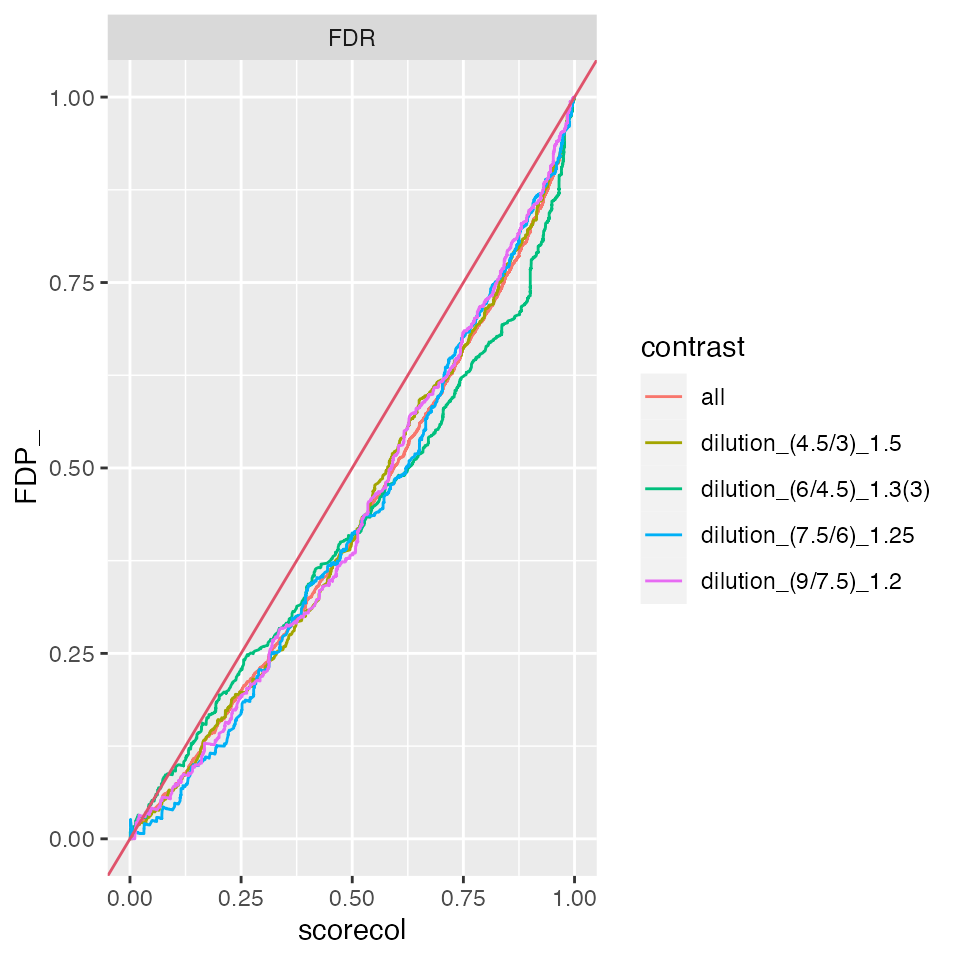 FDR
1.00
0.75
0.50
0.25
0.00
FDP_
0.00 0.25 0.50 0.75 1.00
scorecol
contrast
all
dilution_(4.5/3)_1.5
dilution_(6/4.5)_1.3(3)
dilution_(7.5/6)_1.25
dilution_(9/7.5)_1.2